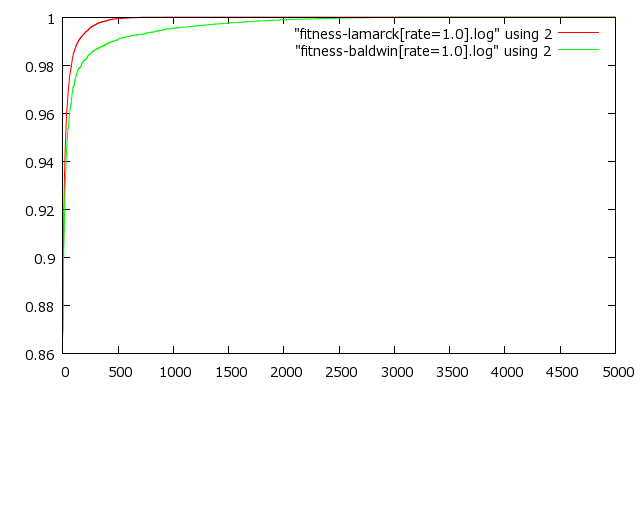 1
0.98
0.96
0.94
0.92
0.9
0.88
0.86
"fitness-lamarck[rate=1.0].log" using 2
"fitness-baldwin[rate=1.0].log" using 2
0 500 1000 1500 2000 2500 3000 3500 4000 4500 5000